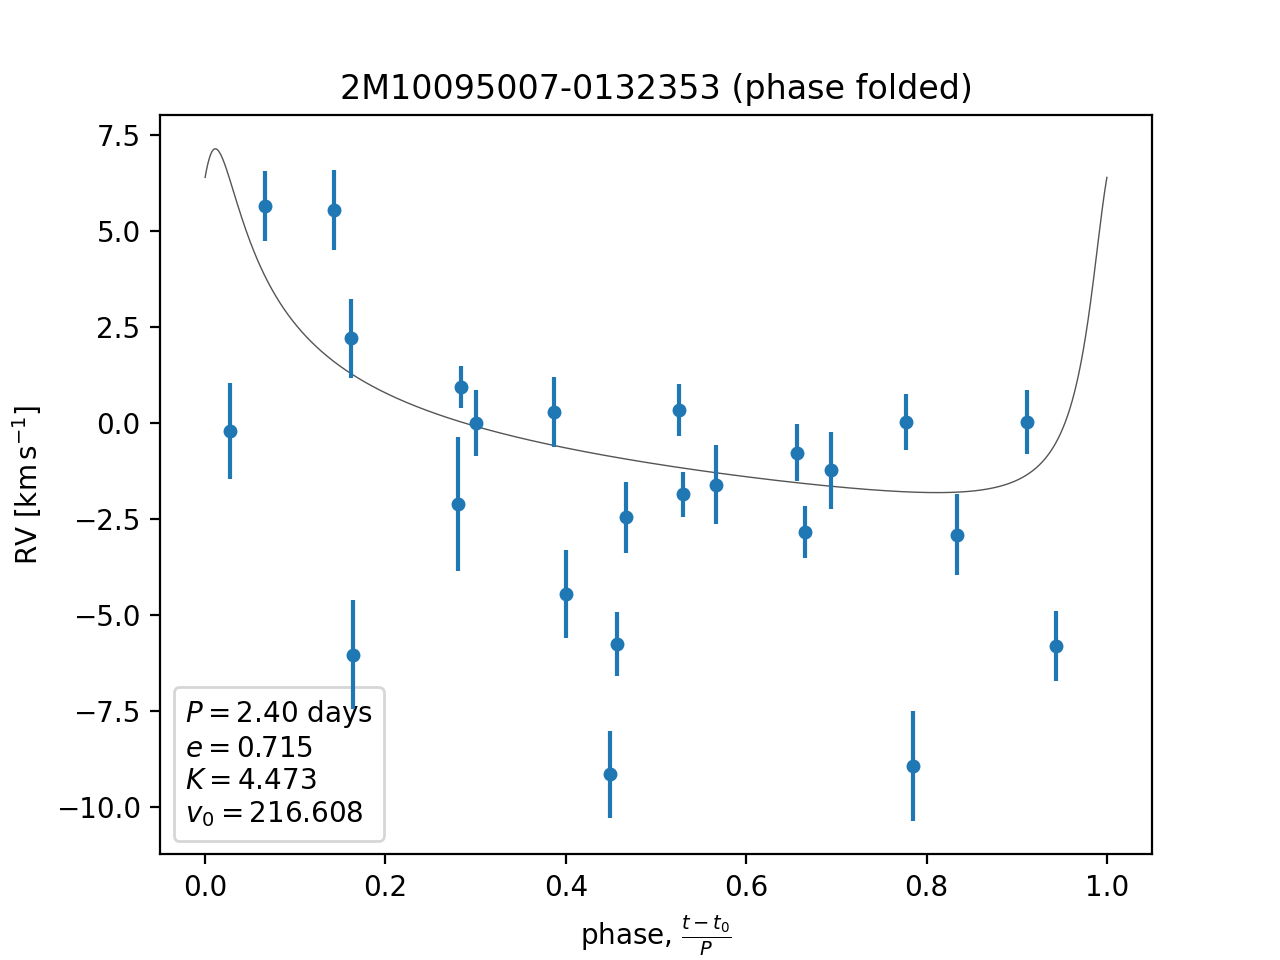 2M10095007-0132353 (phase folded)
RV [km s⁻¹]
7.5
5.0
2.5
0.0
−2.5
−5.0
−7.5
−10.0
P = 2.40 days
e = 0.715
K = 4.473
v₀ = 216.608
0.0 0.2 0.4 0.6 0.8 1.0
phase, \frac{t − t₀}{P}